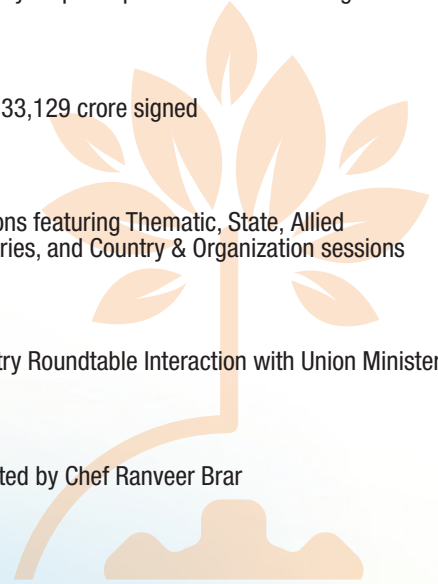 33,129 crore signed
ons featuring Thematic, State, Allied
ries, and Country & Organization sessions
try Roundtable Interaction with Union Minister
ted by Chef Ranveer Brar